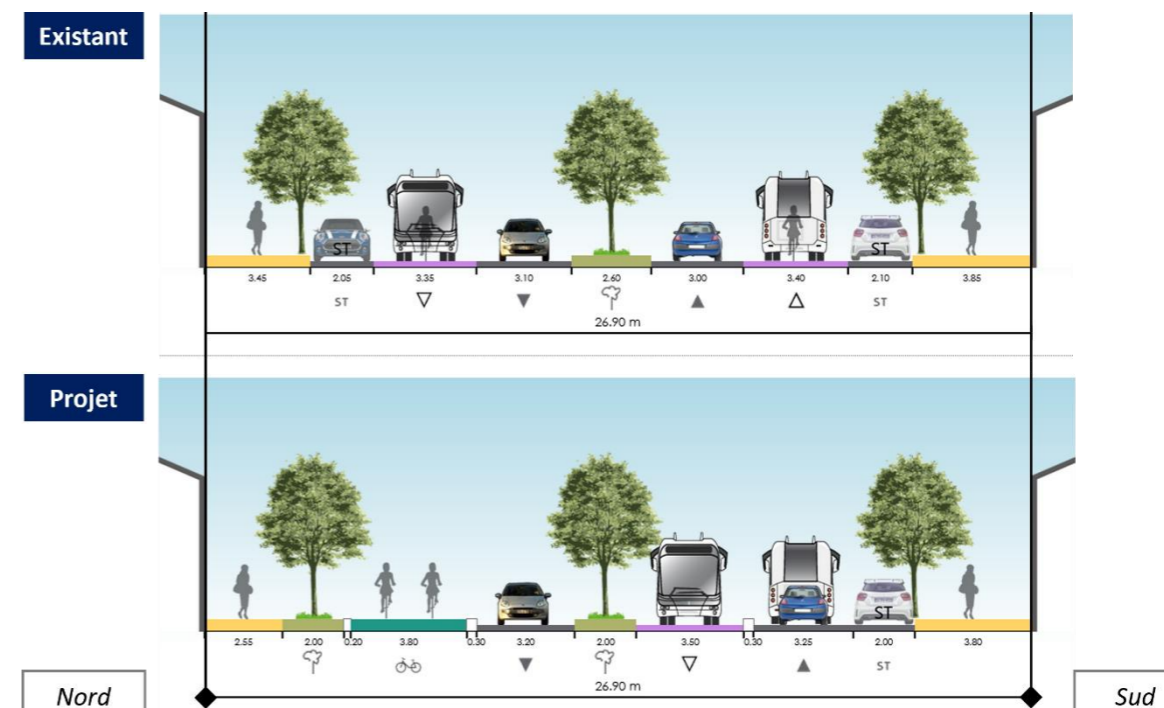 Existant
ST
ST
3.45 2.05 3.35 3.10 2.60 3.00 3.40 2.10 3.85
ST ST
26.90 m
Projet
ST
2.55 2.00 0.20 3.80 0.30 3.20 2.00 3.50 0.30 3.25 2.00 3.80
ST
26.90 m
Nord
Sud